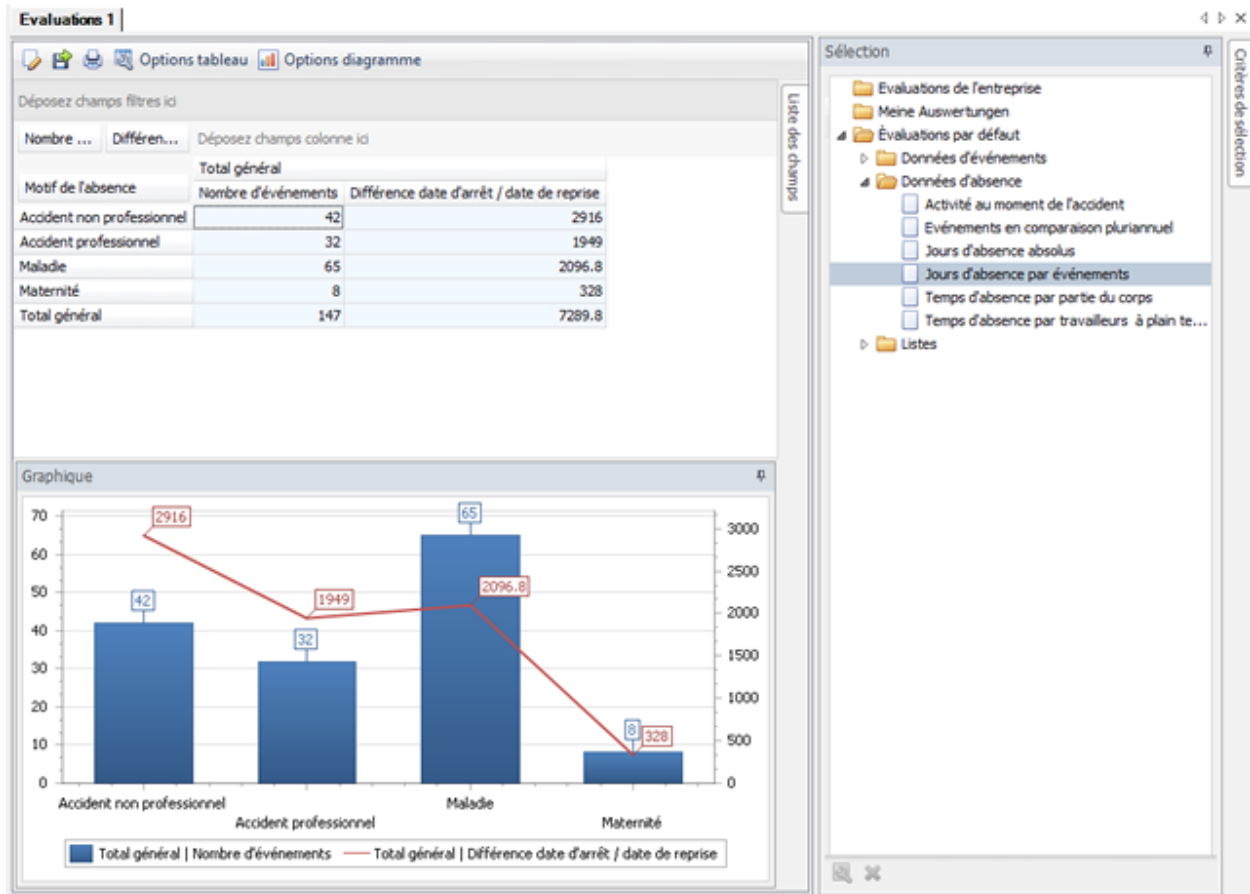 Evaluations 1
Options tableau Options diagramme
Déposez champs filtres ici
Nombre ... Différen... Déposez champs colonne ici
Total général
Motif de l'absence Nombre d'événements Différence date d'arrêt / date de reprise
Accident non professionnel 42 2916
Accident professionnel 32 1949
Maladie 65 2096.8
Maternité 8 328
Total général 147 7289.8
Liste des champs
Graphique
70
60
50
40
30
20
10
0
2916
42
1949
32
65
2096.8
8
328
3000
2500
2000
1500
1000
500
0
Accident non professionnel
Accident professionnel
Maladie
Maternité
Total général | Nombre d'événements Total général | Différence date d'arrêt / date de reprise
Sélection
Evaluations de l'entreprise
Meine Auswertungen
Èvaluations par défaut
Données d'événements
Données d'absence
Activité au moment de l'accident
Evénements en comparaison pluriannuel
Jours d'absence absolus
Jours d'absence par événements
Temps d'absence par partie du corps
Temps d'absence par travailleurs à plain te...
Listes
Critères de sélection